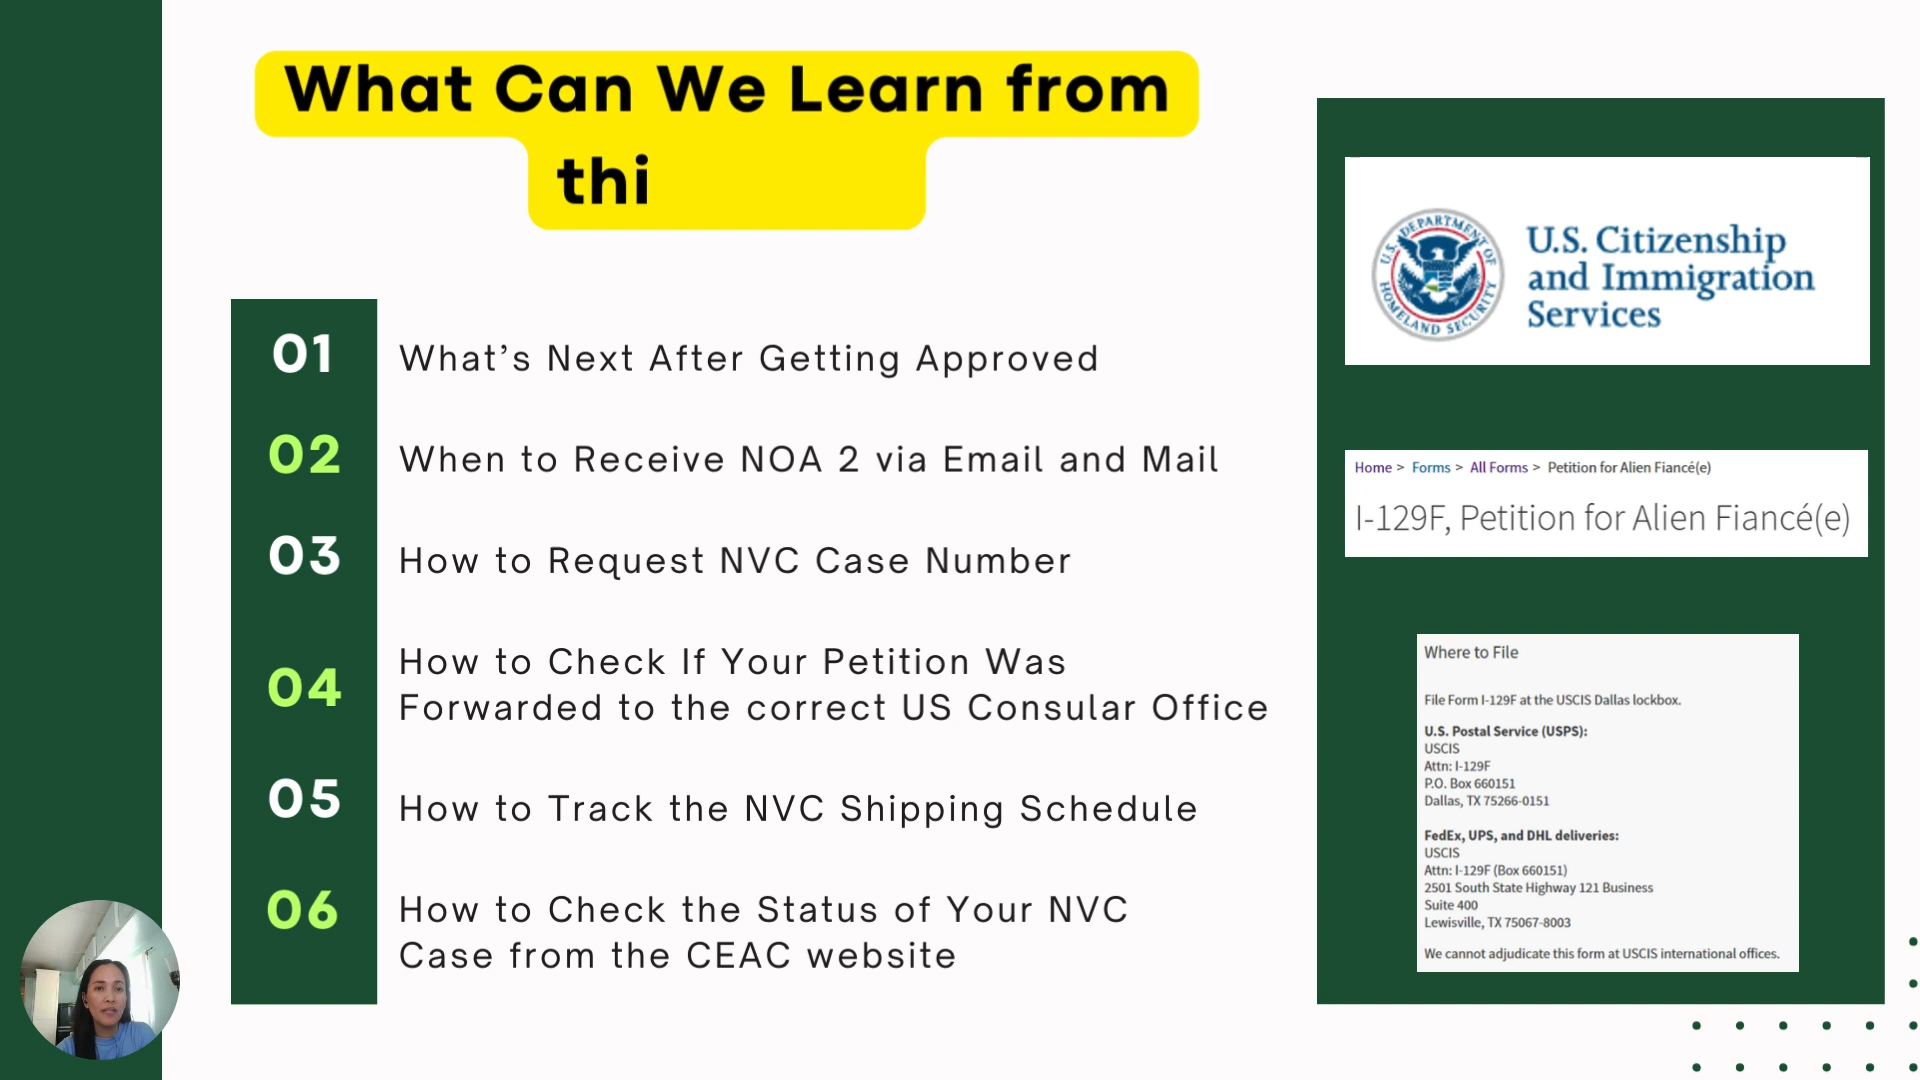 What Can We Learn from
thi
01
What’s Next After Getting Approved
02
When to Receive NOA 2 via Email and Mail
03
How to Request NVC Case Number
04
How to Check If Your Petition Was
Forwarded to the correct US Consular Office
05
How to Track the NVC Shipping Schedule
06
How to Check the Status of Your NVC
Case from the CEAC website
U.S. DEPARTMENT OF
HOMELAND SECURITY
U.S. Citizenship
and Immigration
Services
Home > Forms > All Forms > Petition for Alien Fiancé(e)
I-129F, Petition for Alien Fiancé(e)
Where to File
File Form I-129F at the USCIS Dallas lockbox.
U.S. Postal Service (USPS):
USCIS
Attn: I-129F
P.O. Box 660151
Dallas, TX 75266-0151
FedEx, UPS, and DHL deliveries:
USCIS
Attn: I-129F (Box 660151)
2501 South State Highway 121 Business
Suite 400
Lewisville, TX 75067-8003
We cannot adjudicate this form at USCIS international offices.